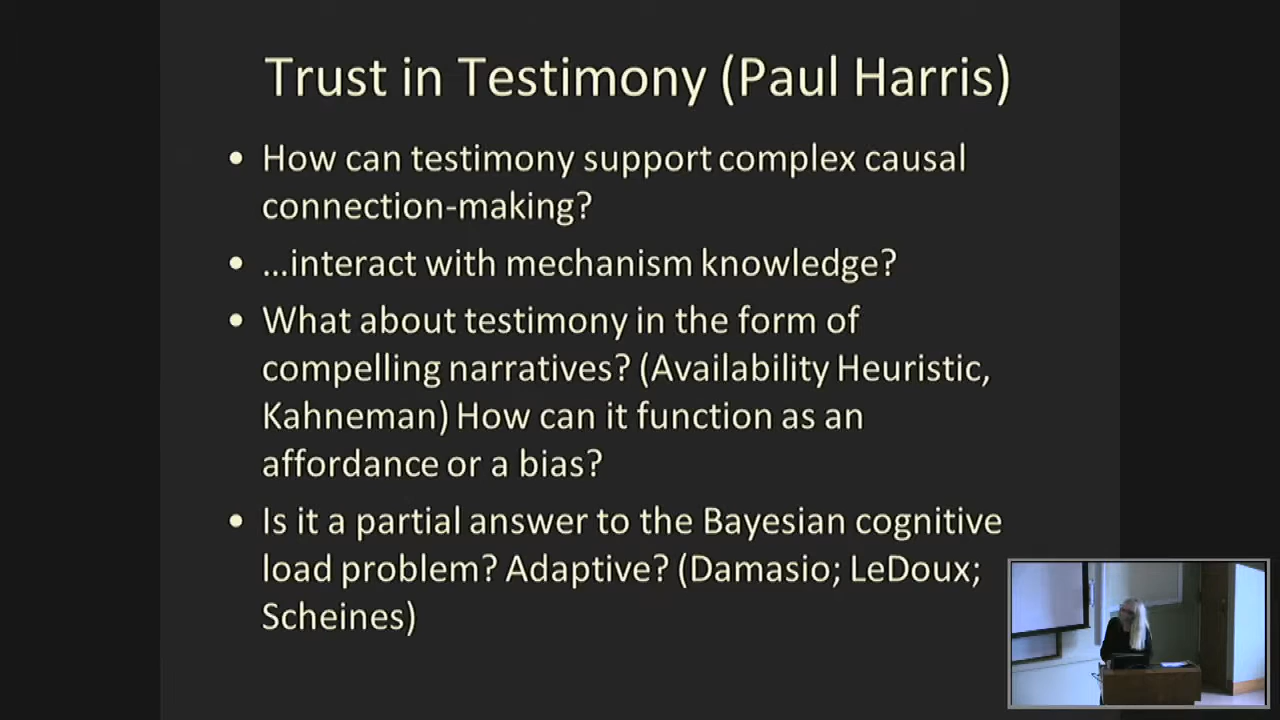 Trust in Testimony (Paul Harris)
• How can testimony support complex causal
connection-making?
• ...interact with mechanism knowledge?
• What about testimony in the form of
compelling narratives? (Availability Heuristic,
Kahneman) How can it function as an
affordance or a bias?
• Is it a partial answer to the Bayesian cognitive
load problem? Adaptive? (Damasio; LeDoux;
Scheines)